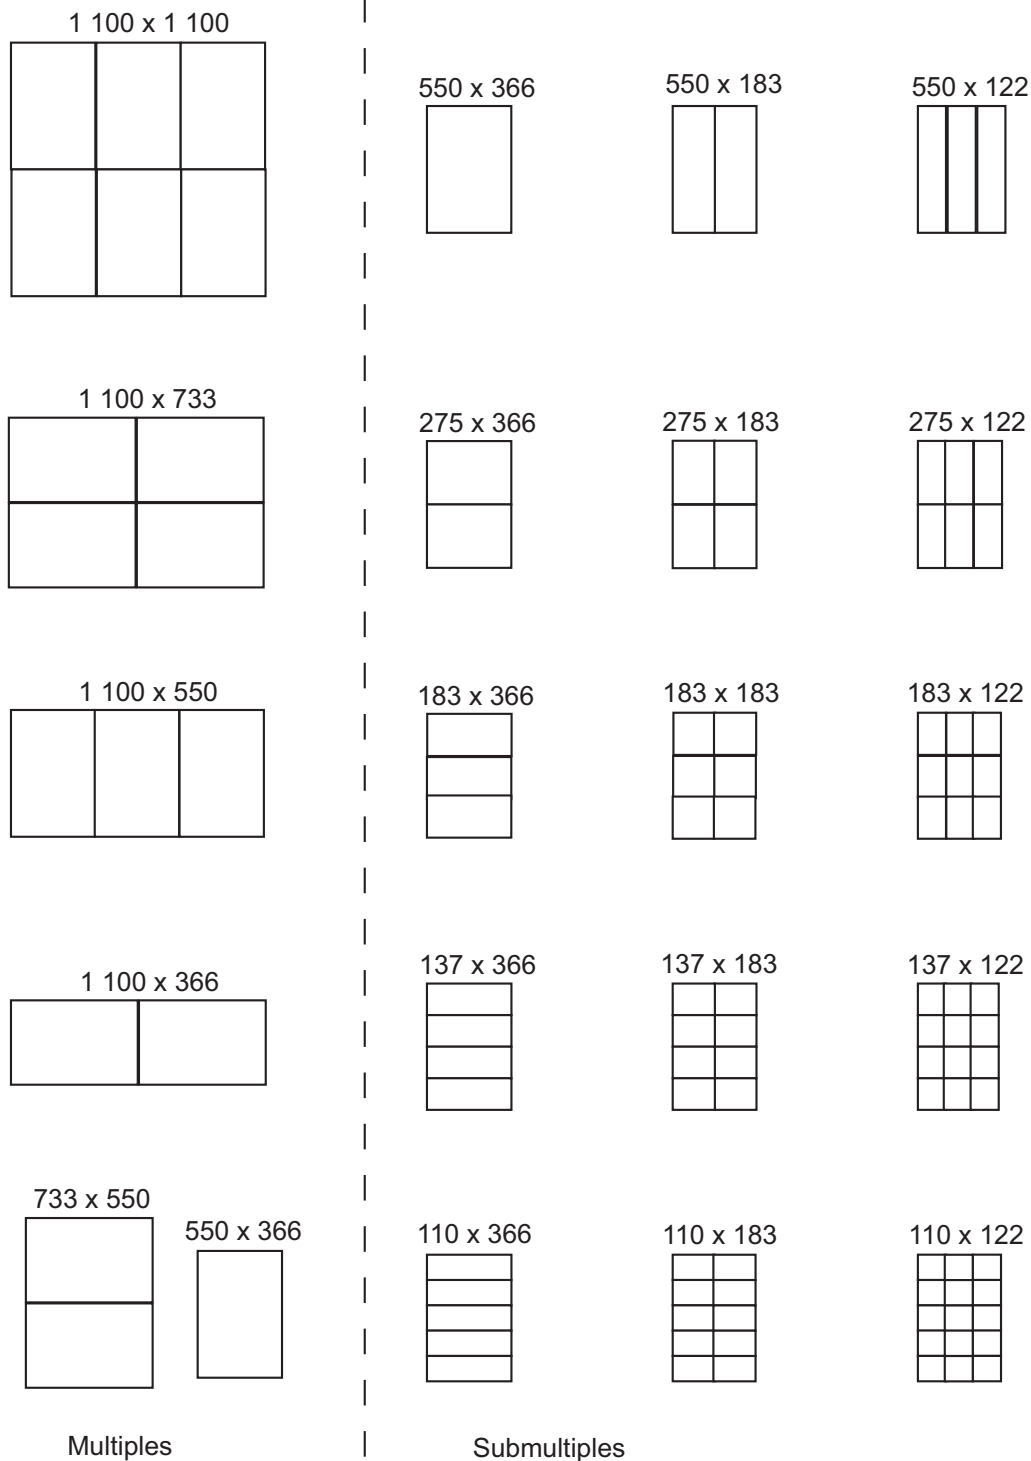 1 100 x 1 100
550 x 366
550 x 183
550 x 122
1 100 x 733
275 x 366
275 x 183
275 x 122
1 100 x 550
183 x 366
183 x 183
183 x 122
1 100 x 366
137 x 366
137 x 183
137 x 122
733 x 550
550 x 366
110 x 366
110 x 183
110 x 122
Multiples
Submultiples